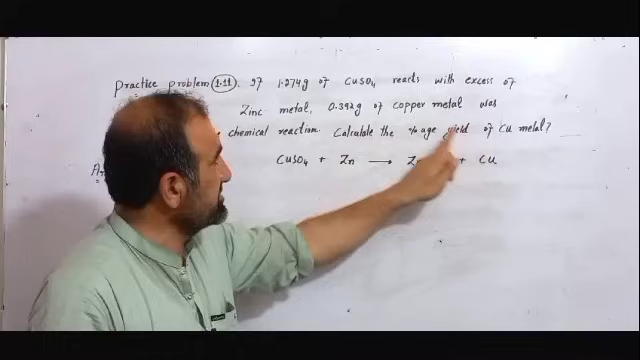 practice problem 1.11. If 1.274g of CuSO4 reacts with excess of
Zinc metal, 0.392g of copper metal was
chemical reaction. Calculate the %age yield of Cu metal?
An
CuSO4 + Zn → Z + Cu